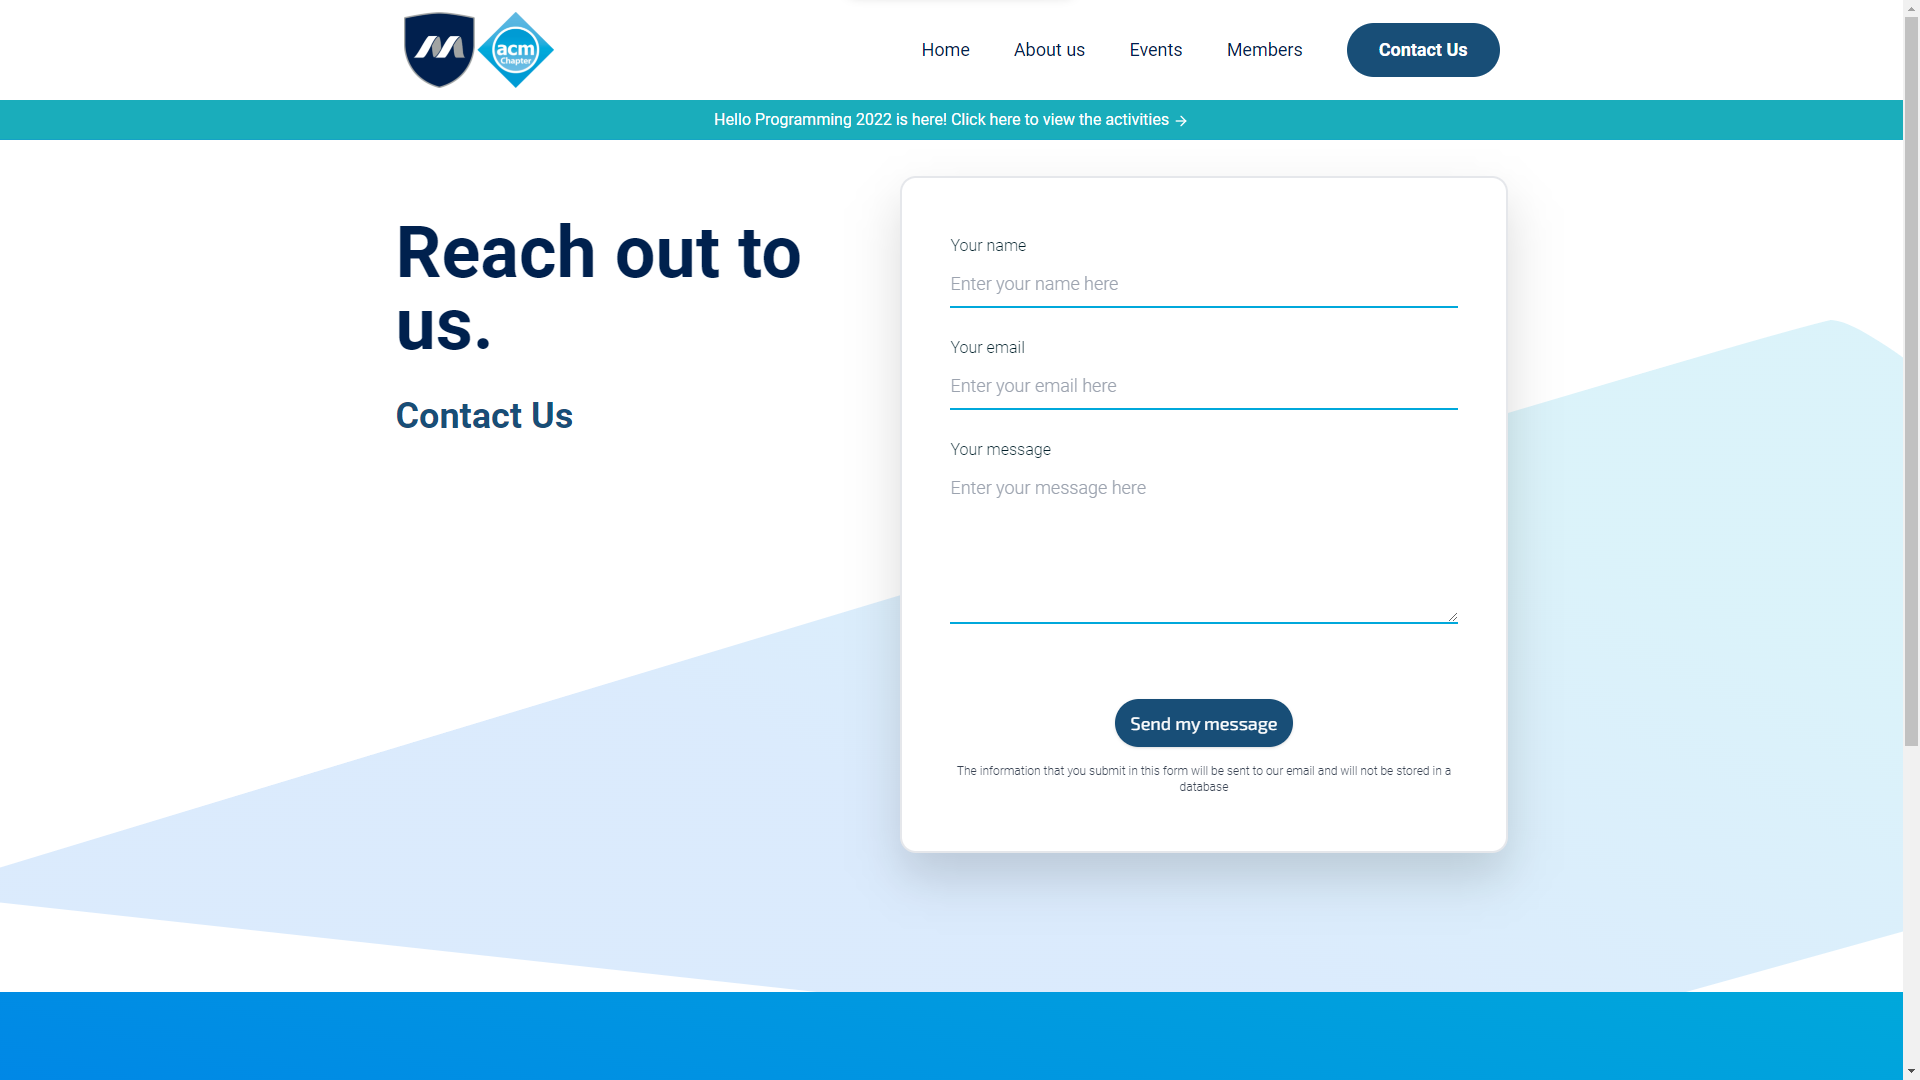 acm
Chapter
Home
About us
Events
Members
Contact Us
Hello Programming 2022 is here! Click here to view the activities →
Reach out to
us.
Contact Us
Your name
Enter your name here
Your email
Enter your email here
Your message
Enter your message here
Send my message
The information that you submit in this form will be sent to our email and will not be stored in a
database